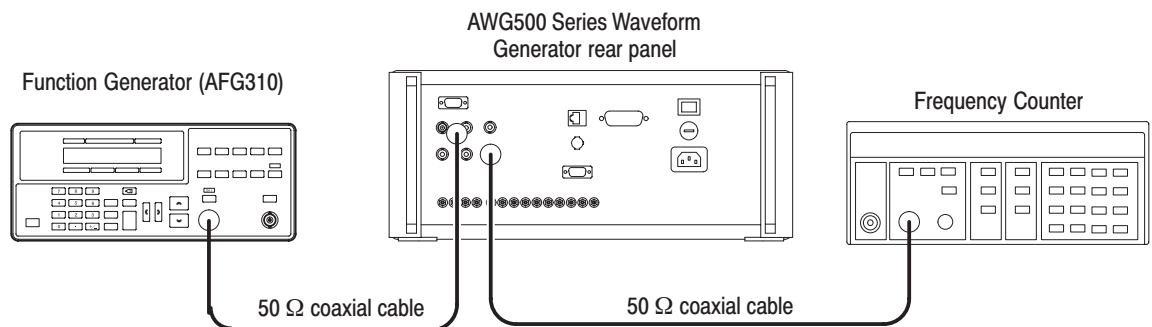 AWG500 Series Waveform
Generator rear panel
Function Generator (AFG310)
Frequency Counter
50 Ω coaxial cable
50 Ω coaxial cable